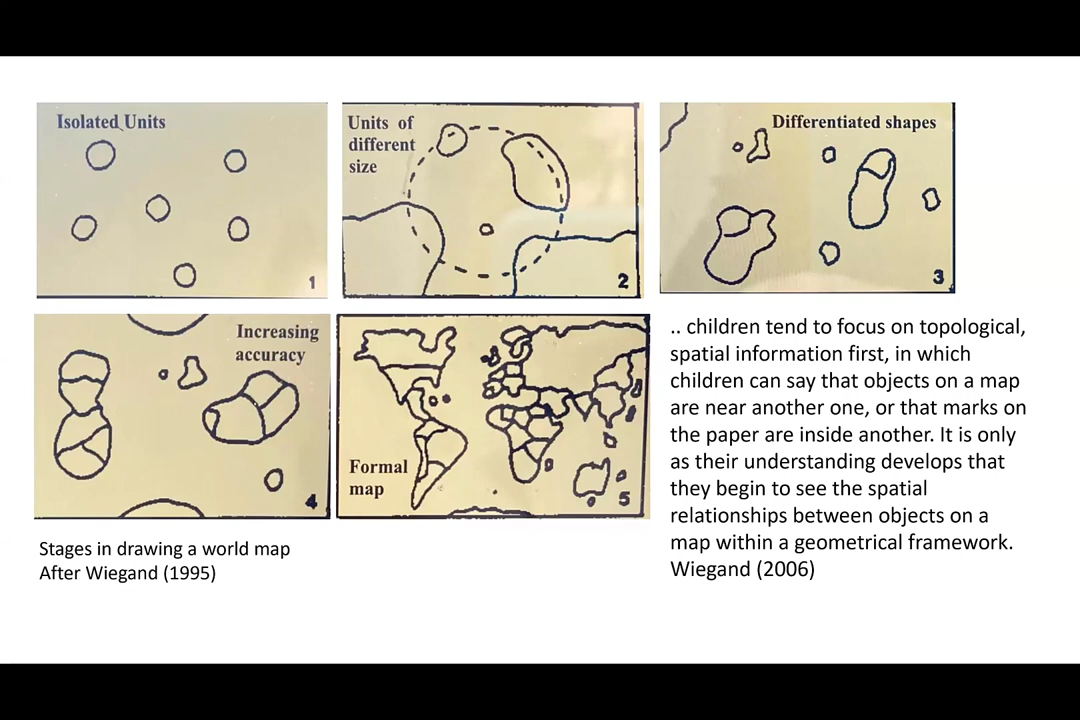 Isolated Units
1
Units of
different
size
2
Differentiated shapes
3
Increasing
accuracy
4
Formal
map
5
Stages in drawing a world map
After Wiegand (1995)
.. children tend to focus on topological,
spatial information first, in which
children can say that objects on a map
are near another one, or that marks on
the paper are inside another. It is only
as their understanding develops that
they begin to see the spatial
relationships between objects on a
map within a geometrical framework.
Wiegand (2006)